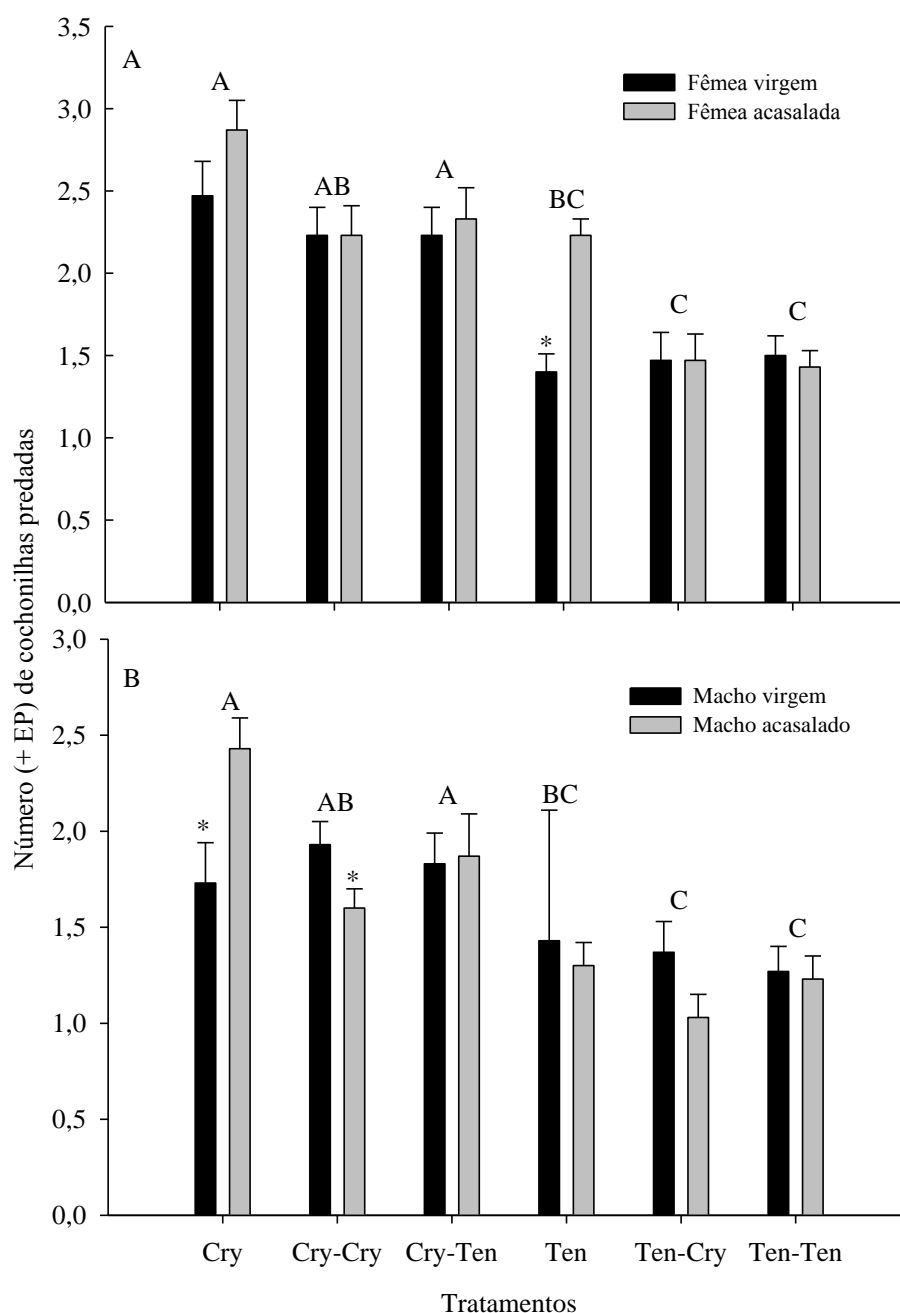 Número (+ EP) de cochonilhas predadas
3,5
3,0
2,5
2,0
1,5
1,0
0,5
0,0
A
Fêmea virgem
Fêmea acasalada
A
AB
A
*
BC
C
C
3,0
2,5
2,0
1,5
1,0
0,5
0,0
B
Macho virgem
Macho acasalado
*
A
AB
*
A
BC
C
C
Cry Cry-Cry Cry-Ten Ten Ten-Cry Ten-Ten
Tratamentos